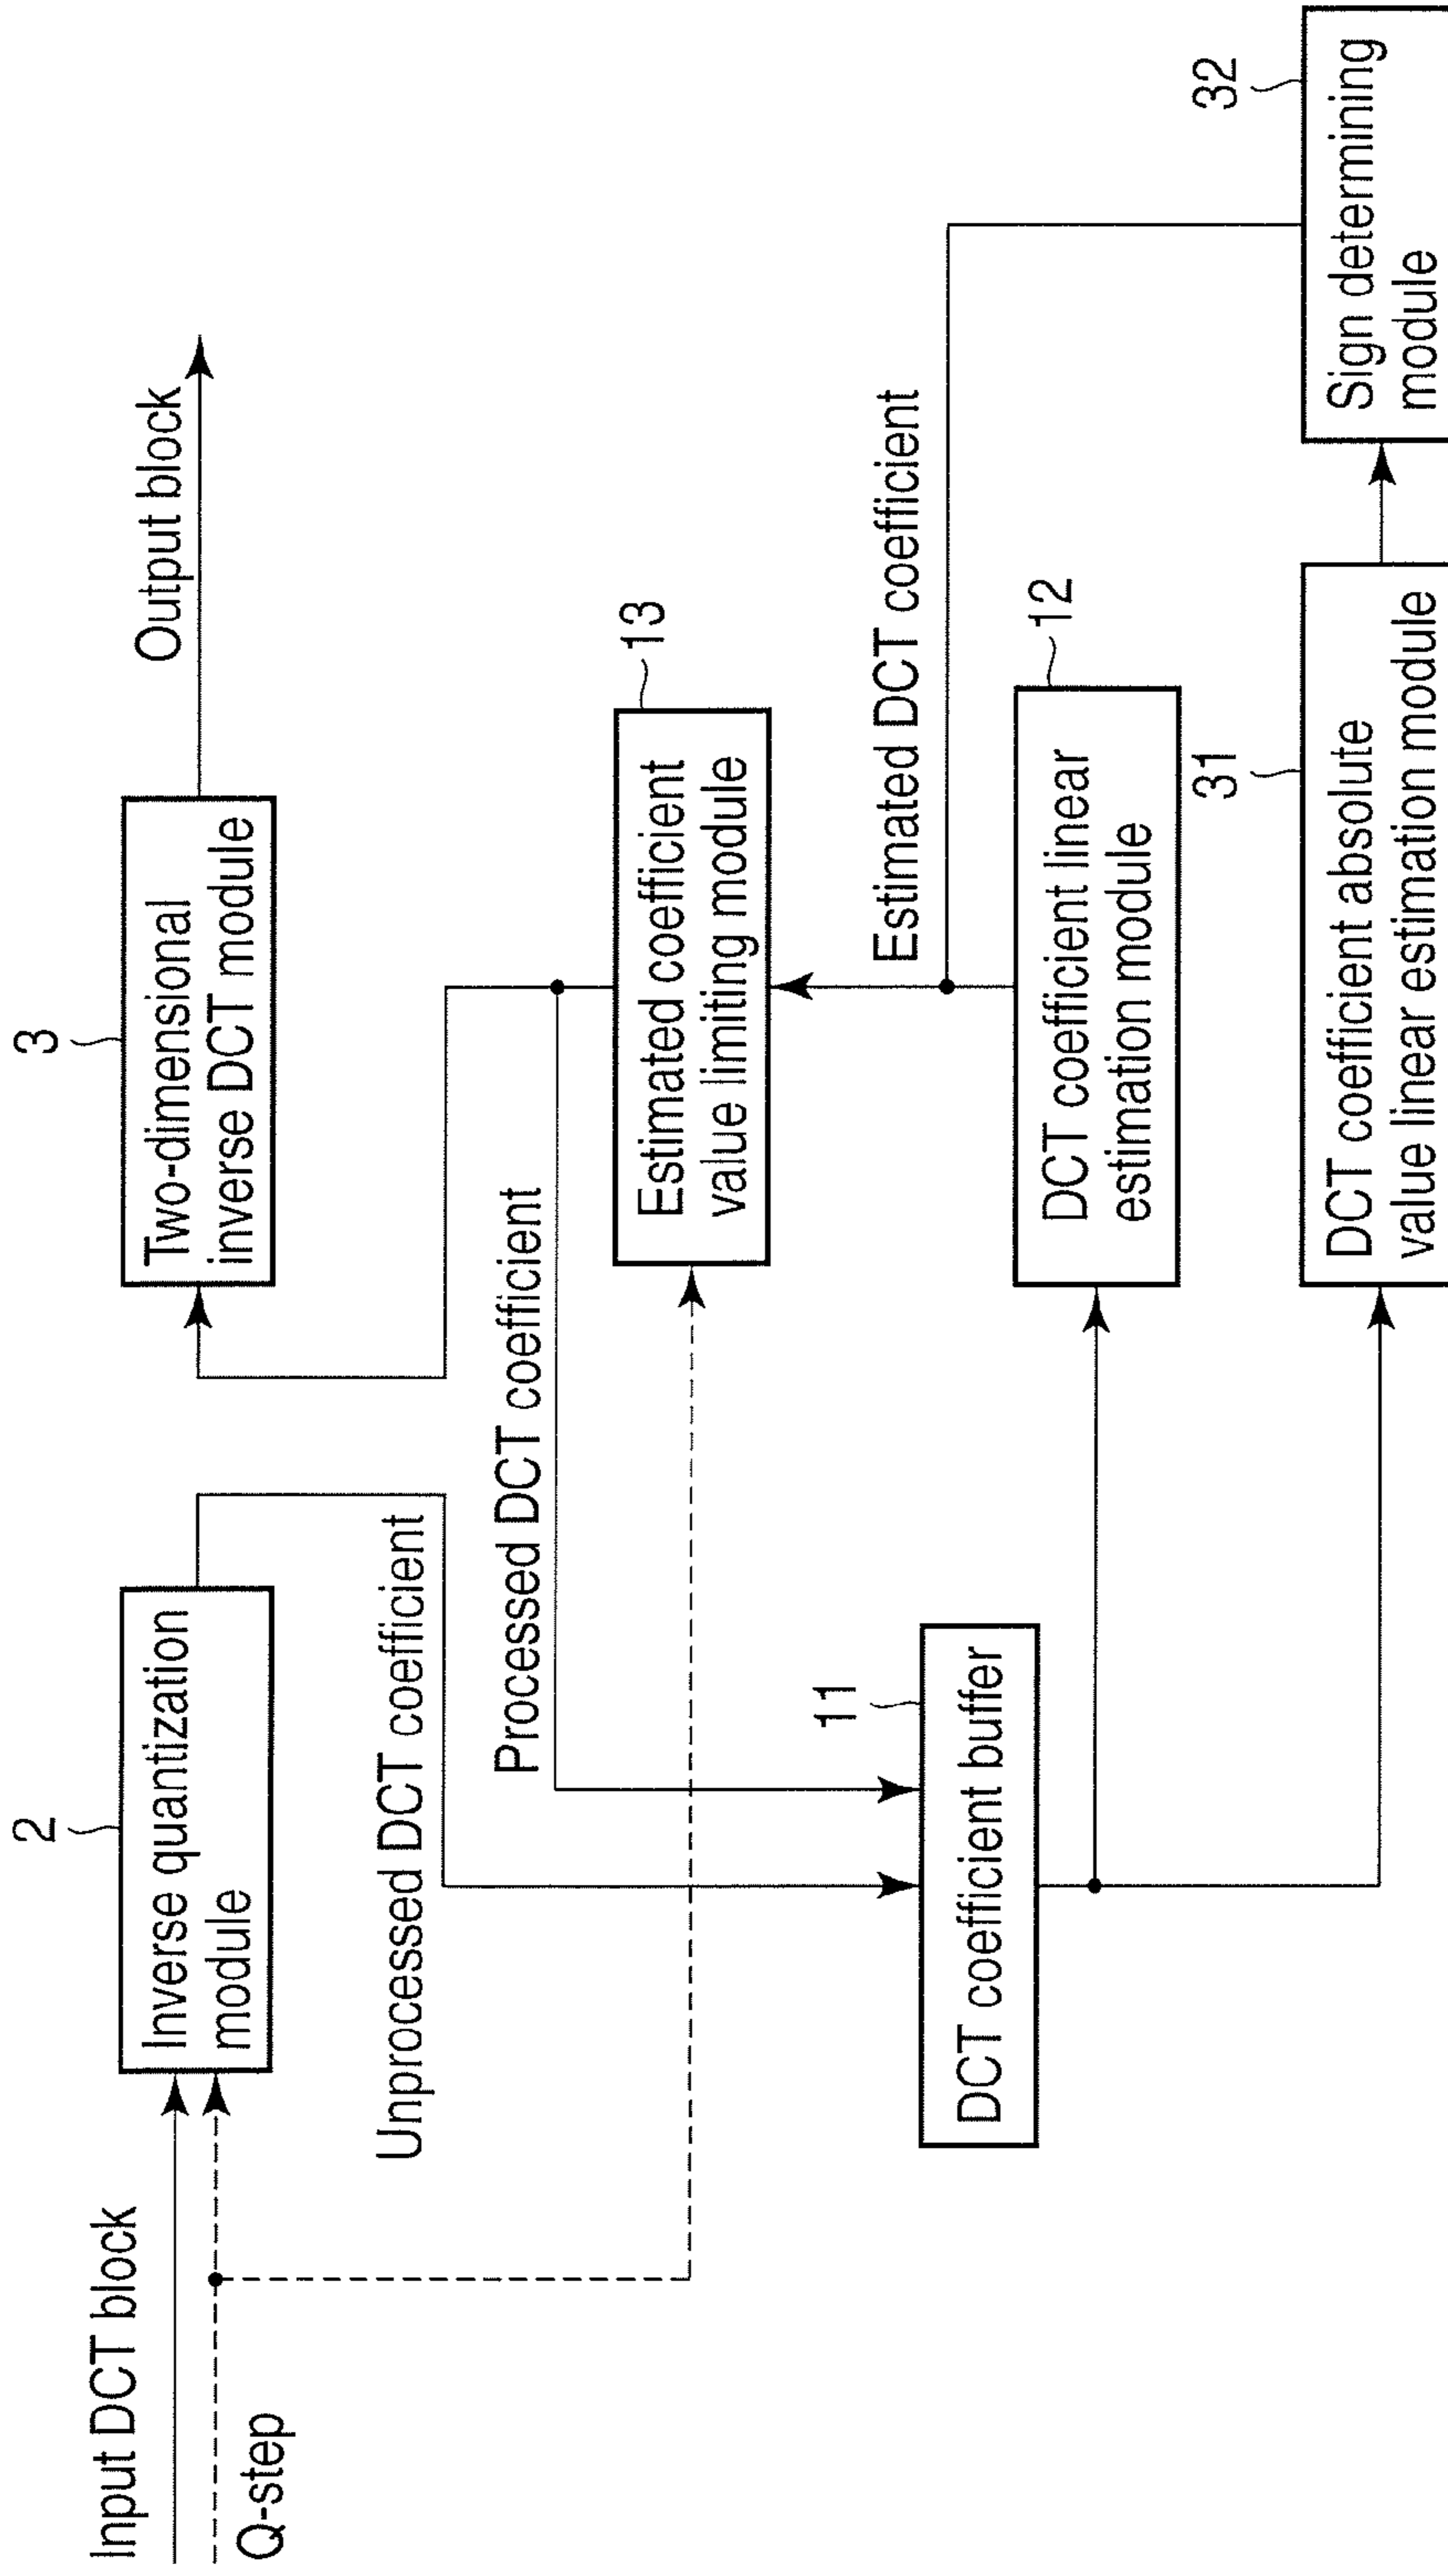 Input DCT block
Q-step
2
Inverse quantization
module
3
Two-dimensional
inverse DCT module
Output block
Unprocessed DCT coefficient
Processed DCT coefficient
13
Estimated coefficient
value limiting module
Estimated DCT coefficient
11
DCT coefficient buffer
12
DCT coefficient linear
estimation module
31
DCT coefficient absolute
value linear estimation module
32
Sign determining
module